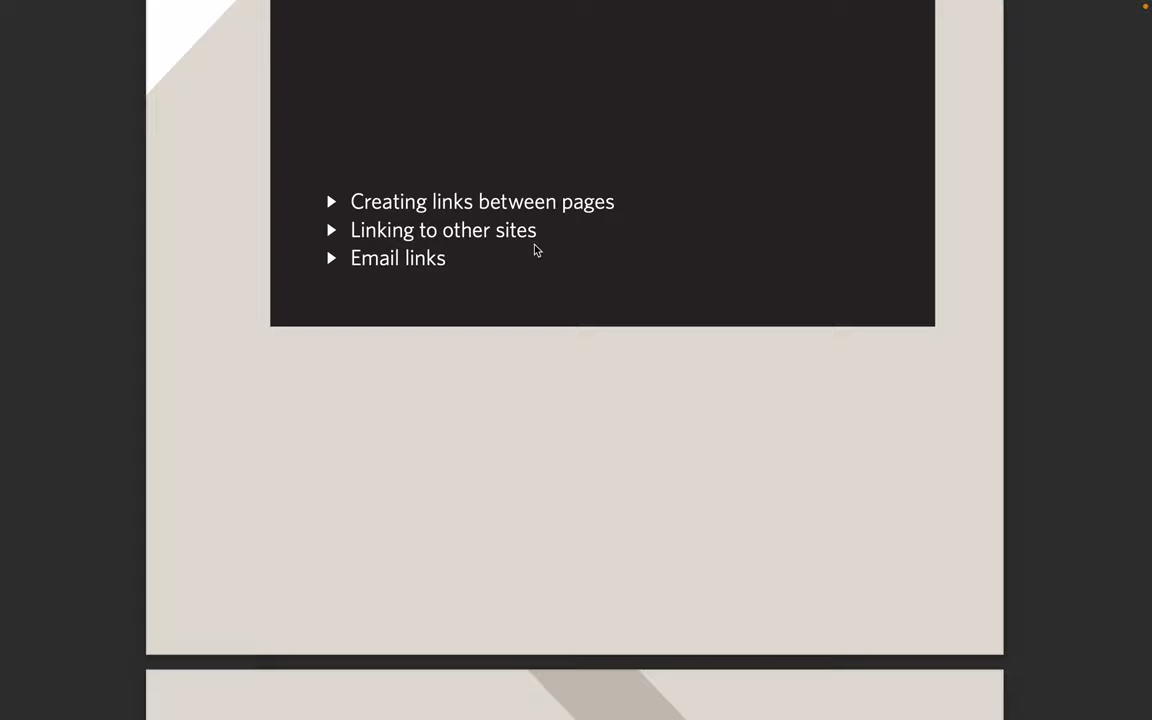 Creating links between pages
Linking to other sites
Email links